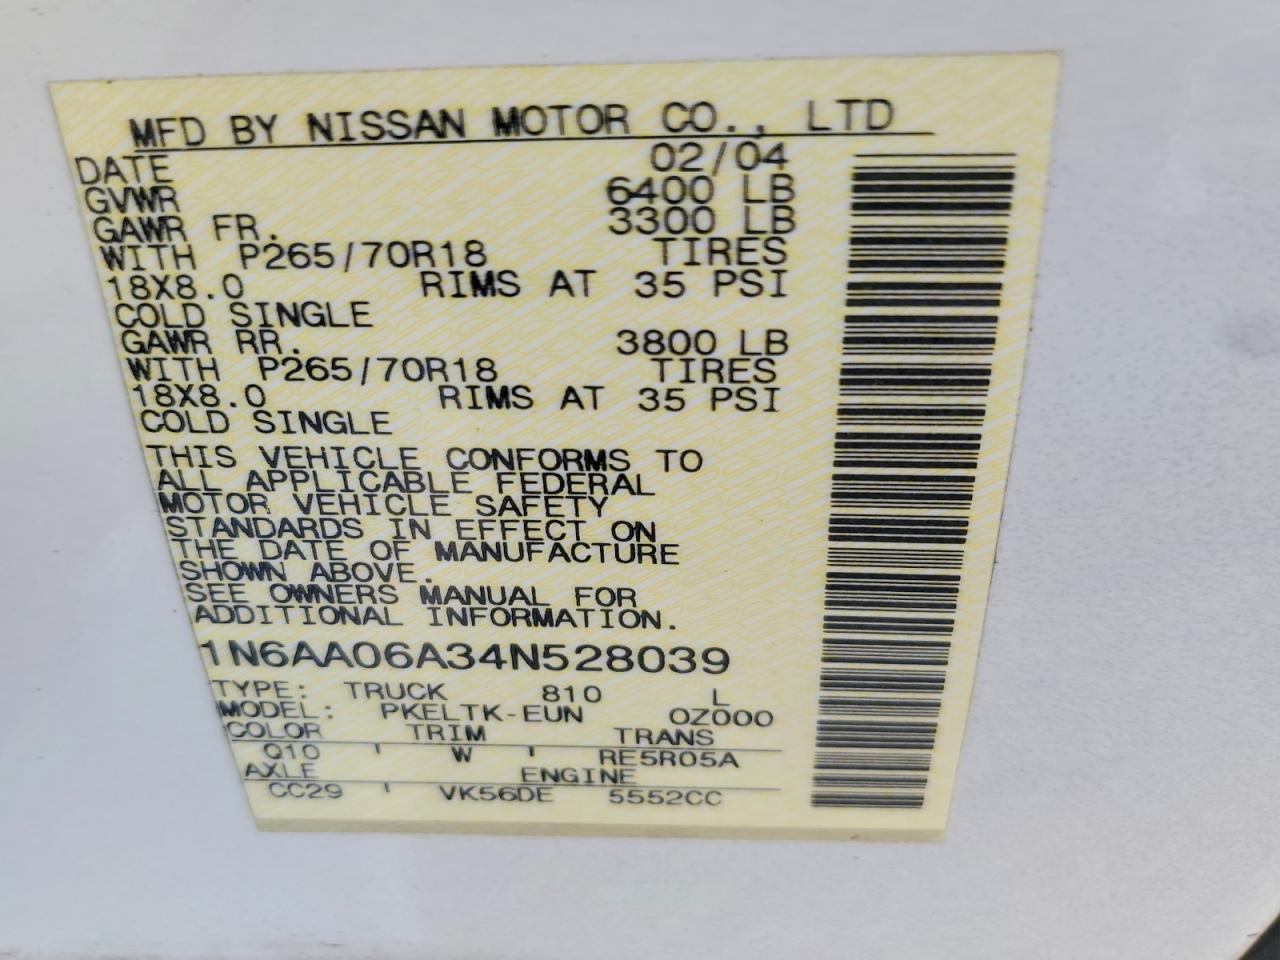 MFD BY NISSAN MOTOR CO., LTD
DATE 02/04
GVWR 6400 LB
GAWR FR. 3300 LB
WITH P265/70R18 TIRES
18X8.0 RIMS AT 35 PSI
COLD SINGLE
GAWR RR. 3800 LB
WITH P265/70R18 TIRES
18X8.0 RIMS AT 35 PSI
COLD SINGLE
THIS VEHICLE CONFORMS TO
ALL APPLICABLE FEDERAL
MOTOR VEHICLE SAFETY
STANDARDS IN EFFECT ON
THE DATE OF MANUFACTURE
SHOWN ABOVE.
SEE OWNERS MANUAL FOR
ADDITIONAL INFORMATION.
1N6AA06A34N528039
TYPE: TRUCK 810 L
MODEL: PKELTK-EUN 0Z000
COLOR TRIM TRANS
Q10 W RE5R05A
AXLE ENGINE
CC29 VK56DE 5552CC